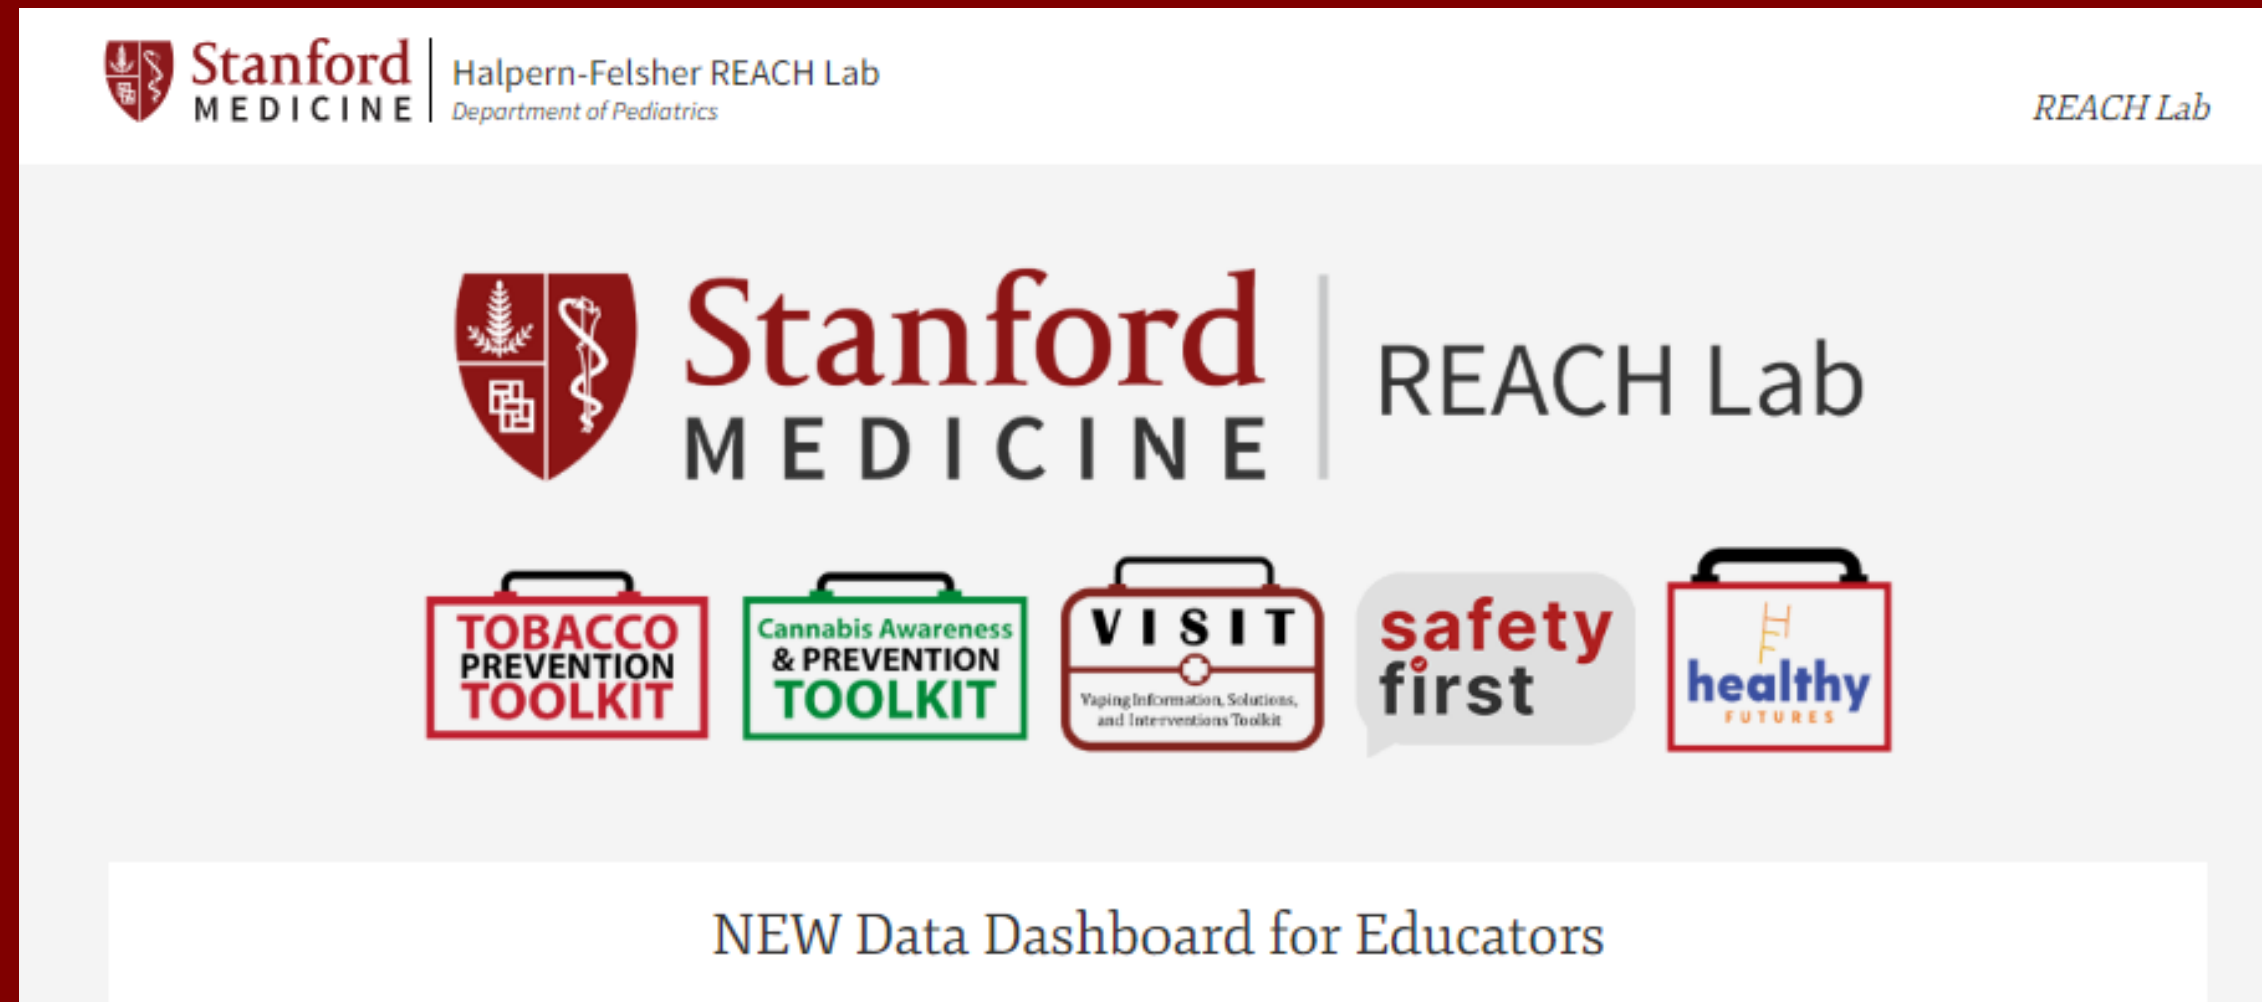 Stanford
MEDICINE
Halpern-Felsher REACH Lab
Department of Pediatrics
REACH Lab
Stanford
MEDICINE
REACH Lab
TOBACCO
PREVENTION
TOOLKIT
Cannabis Awareness
& PREVENTION
TOOLKIT
VISIT
Vaping Information, Solutions,
and Interventions Toolkit
safety
first
HF
healthy
FUTURES
NEW Data Dashboard for Educators